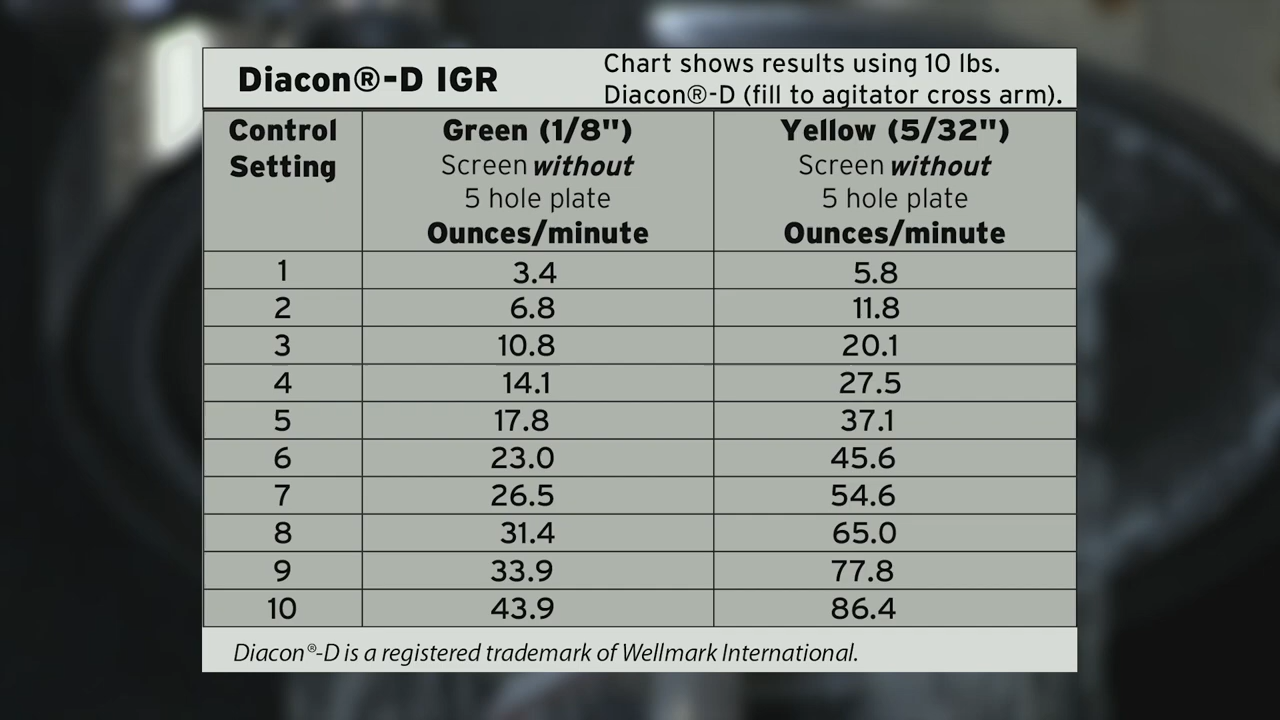 Diacon®-D IGR
Chart shows results using 10 lbs.
Diacon®-D (fill to agitator cross arm).
Control Setting
Green (1/8")
Screen without
5 hole plate
Ounces/minute
Yellow (5/32")
Screen without
5 hole plate
Ounces/minute
1 3.4 5.8
2 6.8 11.8
3 10.8 20.1
4 14.1 27.5
5 17.8 37.1
6 23.0 45.6
7 26.5 54.6
8 31.4 65.0
9 33.9 77.8
10 43.9 86.4
Diacon®-D is a registered trademark of Wellmark International.